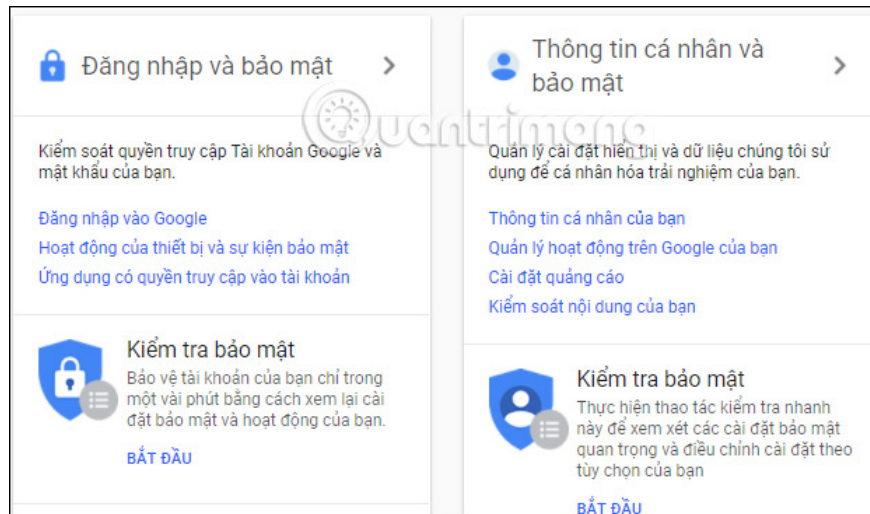 Đăng nhập và bảo mật
Kiểm soát quyền truy cập Tài khoản Google và
mật khẩu của bạn.
Đăng nhập vào Google
Hoạt động của thiết bị và sự kiện bảo mật
Ứng dụng có quyền truy cập vào tài khoản
Kiểm tra bảo mật
Bảo vệ tài khoản của bạn chỉ trong
một vài phút bằng cách xem lại cài
đặt bảo mật và hoạt động của bạn.
BẮT ĐẦU
Thông tin cá nhân và
bảo mật
Quản lý cài đặt hiển thị và dữ liệu chúng tôi sử
dụng để cá nhân hóa trải nghiệm của bạn.
Thông tin cá nhân của bạn
Quản lý hoạt động trên Google của bạn
Cài đặt quảng cáo
Kiểm soát nội dung của bạn
Kiểm tra bảo mật
Thực hiện thao tác kiểm tra nhanh
này để xem xét các cài đặt bảo mật
quan trọng và điều chỉnh cài đặt theo
tùy chọn của bạn
BẮT ĐẦU
Quantrimang